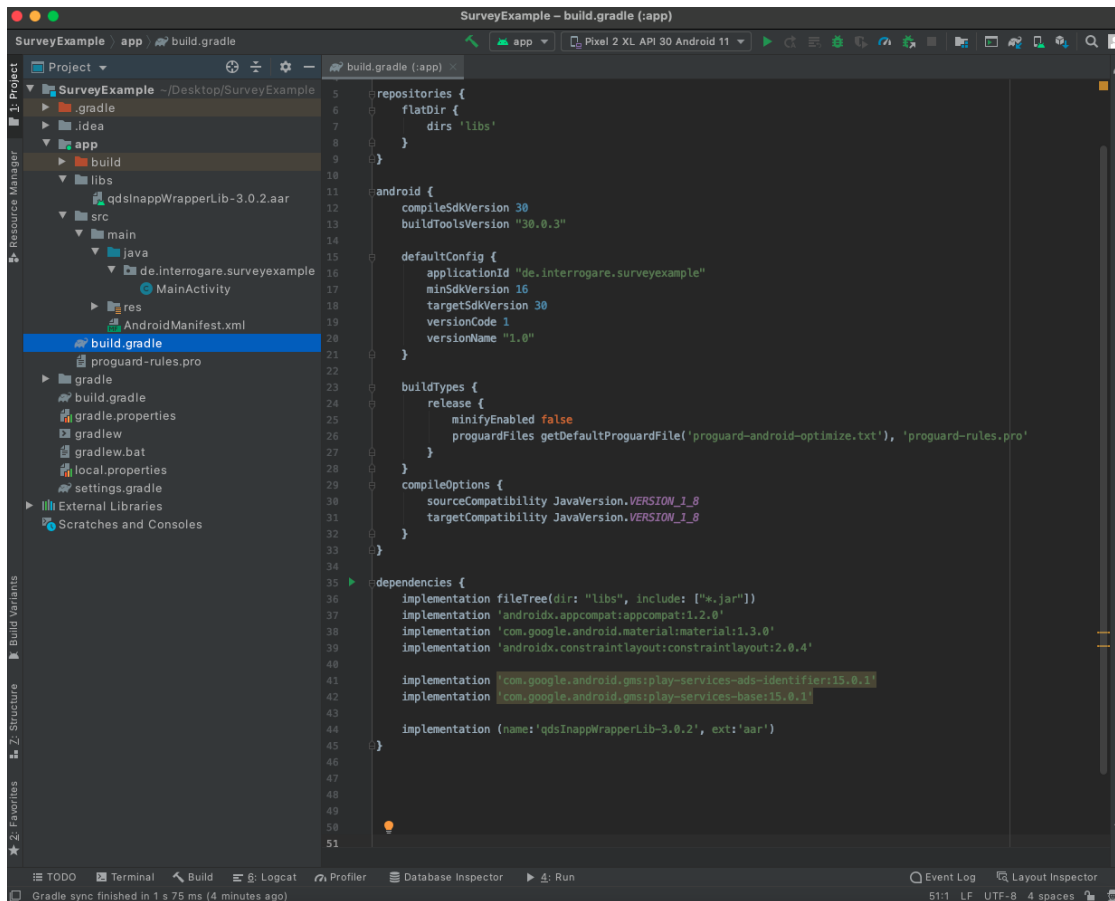 SurveyExample – build.gradle (:app)
SurveyExample app build.gradle
app
Pixel 2 XL API 30 Android 11
1: Project
Resource Manager
Build Variants
7: Structure
2: Favorites
Project
SurveyExample ~/Desktop/SurveyExample
.gradle
.idea
app
build
libs
qdsInappWrapperLib-3.0.2.aar
src
main
java
de.interrogare.surveyexample
MainActivity
res
AndroidManifest.xml
build.gradle
proguard-rules.pro
gradle
build.gradle
gradle.properties
gradlew
gradlew.bat
local.properties
settings.gradle
External Libraries
Scratches and Consoles
build.gradle (:app)
5 repositories {
6 flatDir {
7 dirs 'libs'
8 }
9 }
10
11 android {
12 compileSdkVersion 30
13 buildToolsVersion "30.0.3"
14
15 defaultConfig {
16 applicationId "de.interrogare.surveyexample"
17 minSdkVersion 16
18 targetSdkVersion 30
19 versionCode 1
20 versionName "1.0"
21 }
22
23 buildTypes {
24 release {
25 minifyEnabled false
26 proguardFiles getDefaultProguardFile('proguard-android-optimize.txt'), 'proguard-rules.pro'
27 }
28 }
29 compileOptions {
30 sourceCompatibility JavaVersion.VERSION_1_8
31 targetCompatibility JavaVersion.VERSION_1_8
32 }
33 }
34
35 dependencies {
36 implementation fileTree(dir: "libs", include: ["*.jar"])
37 implementation 'androidx.appcompat:appcompat:1.2.0'
38 implementation 'com.google.android.material:material:1.3.0'
39 implementation 'androidx.constraintlayout:constraintlayout:2.0.4'
40
41 implementation 'com.google.android.gms:play-services-ads-identifier:15.0.1'
42 implementation 'com.google.android.gms:play-services-base:15.0.1'
43
44 implementation (name:'qdsInappWrapperLib-3.0.2', ext:'aar')
45 }
46
47
48
49
50
51
TODO Terminal Build 6: Logcat Profiler Database Inspector 4: Run Event Log Layout Inspector
Gradle sync finished in 1 s 75 ms (4 minutes ago) 51:1 LF UTF-8 4 spaces